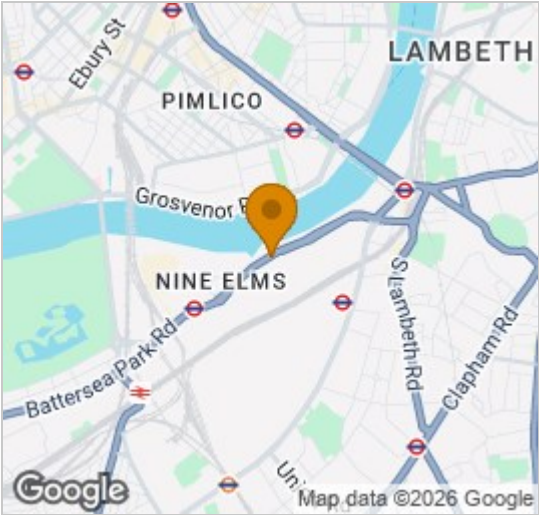 Ebury St
LAMBETH
PIMLICO
Grosvenor
NINE ELMS
S Lambeth Rd
Clapham Rd
Battersea Park Rd
Google
Map data ©2026 Google